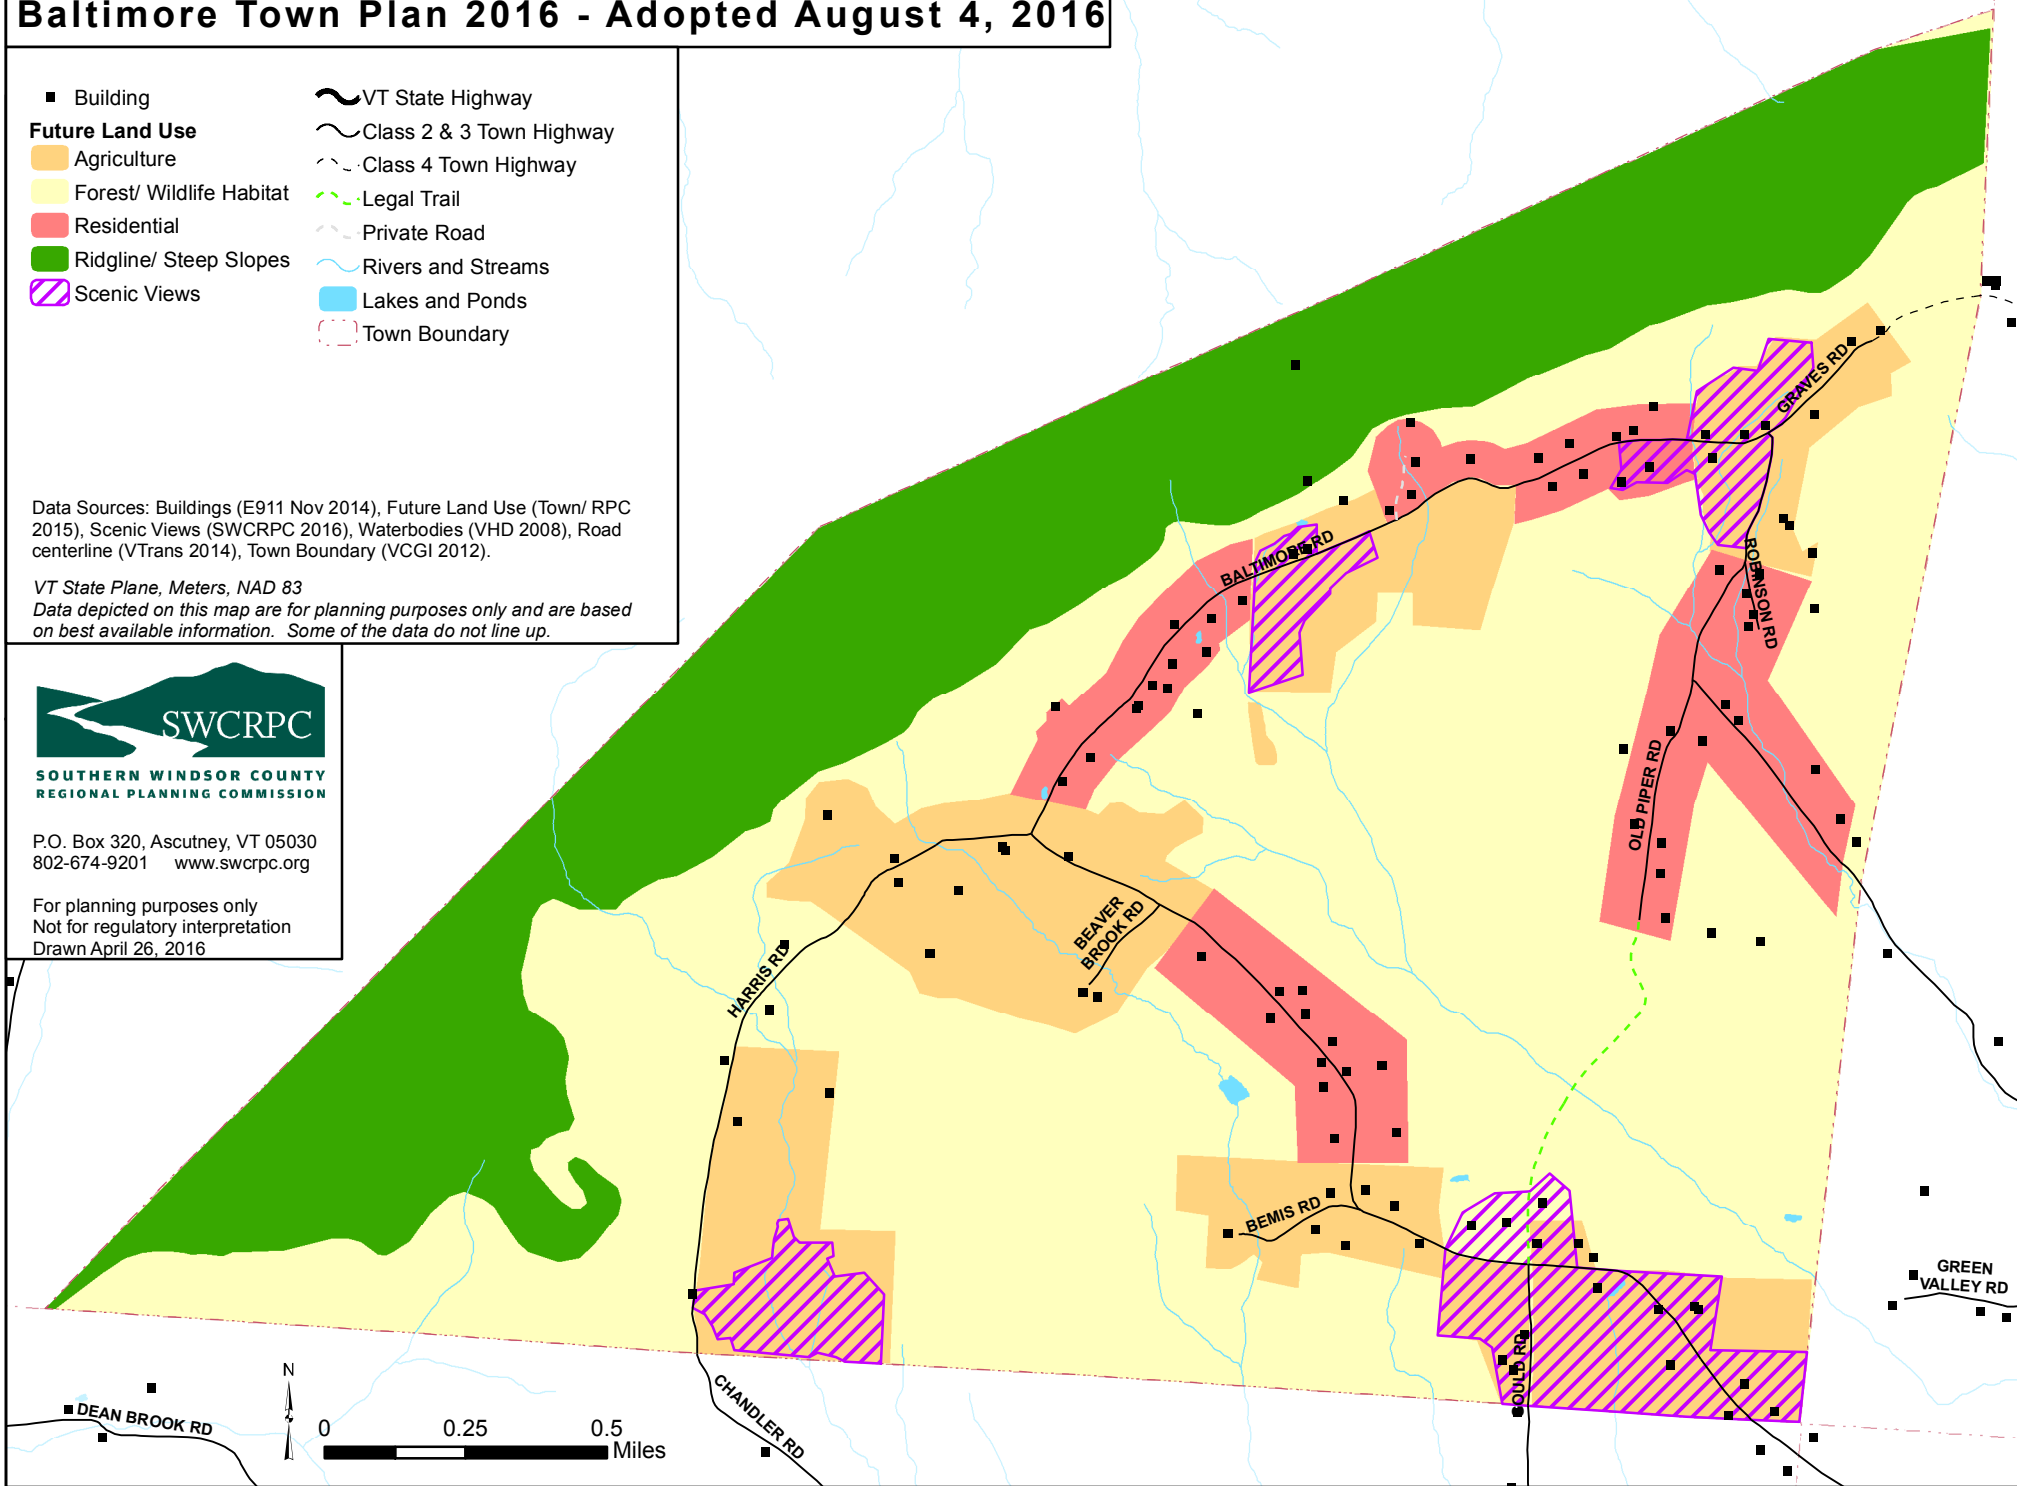 Baltimore Town Plan 2016 - Adopted August 4, 2016
Building
Future Land Use
Agriculture
Forest/ Wildlife Habitat
Residential
Ridgline/ Steep Slopes
Scenic Views
VT State Highway
Class 2 & 3 Town Highway
Class 4 Town Highway
Legal Trail
Private Road
Rivers and Streams
Lakes and Ponds
Town Boundary
Data Sources: Buildings (E911 Nov 2014), Future Land Use (Town/ RPC
2015), Scenic Views (SWCRPC 2016), Waterbodies (VHD 2008), Road
centerline (VTrans 2014), Town Boundary (VCGI 2012).
VT State Plane, Meters, NAD 83
Data depicted on this map are for planning purposes only and are based
on best available information. Some of the data do not line up.
SWCRPC
SOUTHERN WINDSOR COUNTY
REGIONAL PLANNING COMMISSION
P.O. Box 320, Ascutney, VT 05030
802-674-9201 www.swcrpc.org
For planning purposes only
Not for regulatory interpretation
Drawn April 26, 2016
GRAVES RD
BALTIMORE RD
ROBINSON RD
OLD PIPER RD
BEAVER
BROOK RD
HARRIS RD
BEMIS RD
GOULD RD
GREEN
VALLEY RD
CHANDLER RD
DEAN BROOK RD
N
0 0.25 0.5
Miles